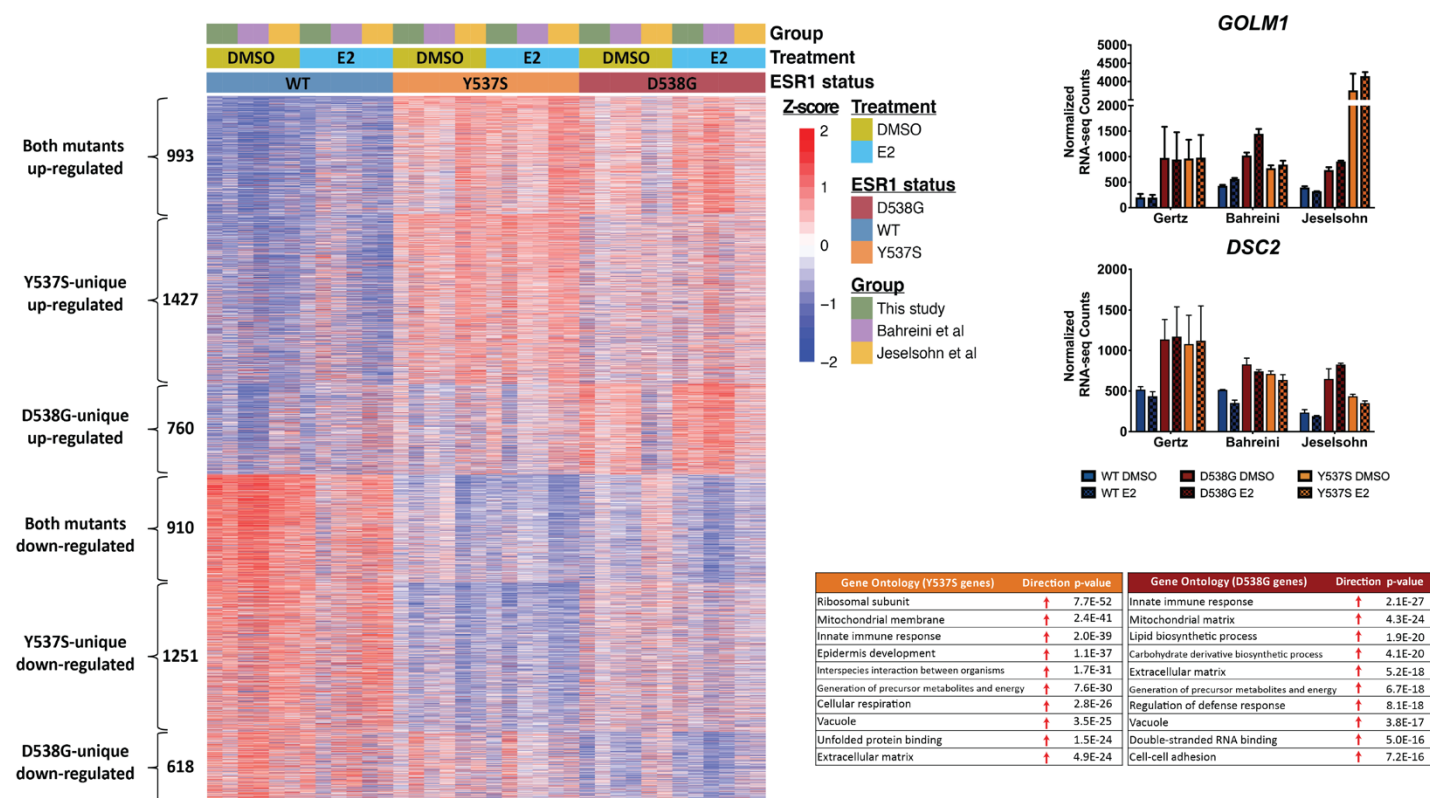 Group
DMSO E2 DMSO E2 DMSO E2 Treatment
WT Y537S D538G ESR1 status
Both mutants
up-regulated
993
Y537S-unique
up-regulated
1427
D538G-unique
up-regulated
760
Both mutants
down-regulated
910
Y537S-unique
down-regulated
1251
D538G-unique
down-regulated
618
Z-score
2
1
0
−1
−2
Treatment
DMSO
E2
ESR1 status
D538G
WT
Y537S
Group
This study
Bahreini et al
Jeselsohn et al
GOLM1
Normalized
RNA-seq Counts
5000
4500
4000
2000
1500
1000
500
0
Gertz Bahreini Jeselsohn
DSC2
Normalized
RNA-seq Counts
2000
1500
1000
500
0
Gertz Bahreini Jeselsohn
WT DMSO D538G DMSO Y537S DMSO
WT E2 D538G E2 Y537S E2
Gene Ontology (Y537S genes) Direction p-value
Ribosomal subunit ↑ 7.7E-52
Mitochondrial membrane ↑ 2.4E-41
Innate immune response ↑ 2.0E-39
Epidermis development ↑ 1.1E-37
Interspecies interaction between organisms ↑ 1.7E-31
Generation of precursor metabolites and energy ↑ 7.6E-30
Cellular respiration ↑ 2.8E-26
Vacuole ↑ 3.5E-25
Unfolded protein binding ↑ 1.5E-24
Extracellular matrix ↑ 4.9E-24
Gene Ontology (D538G genes) Direction p-value
Innate immune response ↑ 2.1E-27
Mitochondrial matrix ↑ 4.3E-24
Lipid biosynthetic process ↑ 1.9E-20
Carbohydrate derivative biosynthetic process ↑ 4.1E-20
Extracellular matrix ↑ 5.2E-18
Generation of precursor metabolites and energy ↑ 6.7E-18
Regulation of defense response ↑ 8.1E-18
Vacuole ↑ 3.8E-17
Double-stranded RNA binding ↑ 5.0E-16
Cell-cell adhesion ↑ 7.2E-16